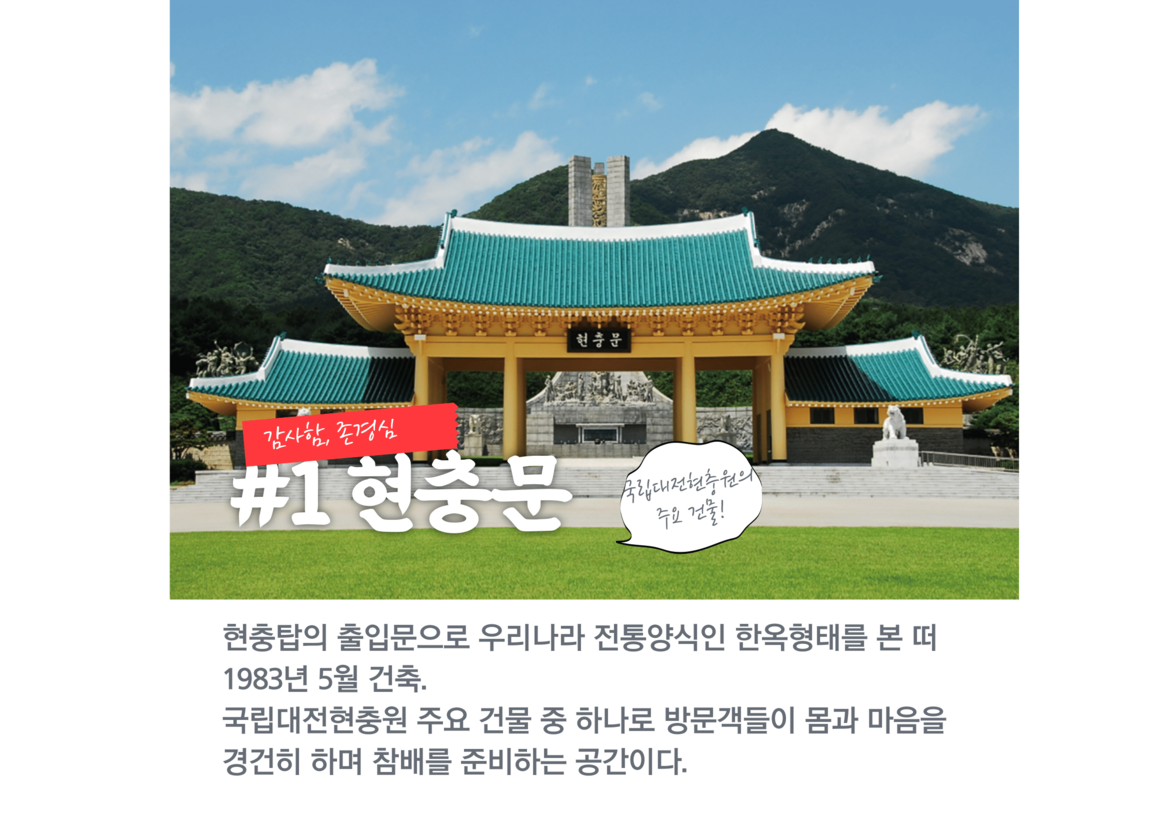 현충문
감사함, 존경심
#1 현충문
국립대전현충원의
주요 건물!
현충탑의 출입문으로 우리나라 전통양식인 한옥형태를 본 떠
1983년 5월 건축.
국립대전현충원 주요 건물 중 하나로 방문객들이 몸과 마음을
경건히 하며 참배를 준비하는 공간이다.